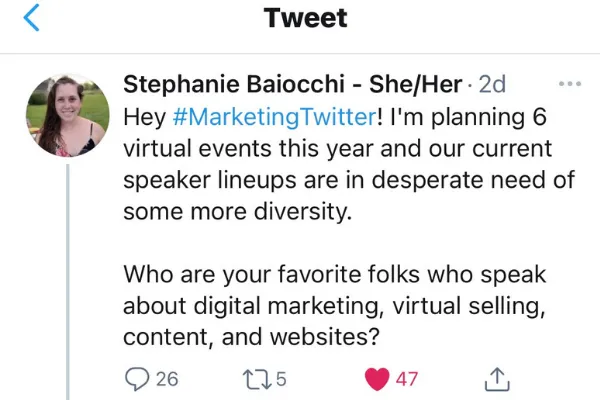 Tweet
Stephanie Baiocchi - She/Her · 2d
Hey #MarketingTwitter! I'm planning 6
virtual events this year and our current
speaker lineups are in desperate need of
some more diversity.
Who are your favorite folks who speak
about digital marketing, virtual selling,
content, and websites?
26 5 47